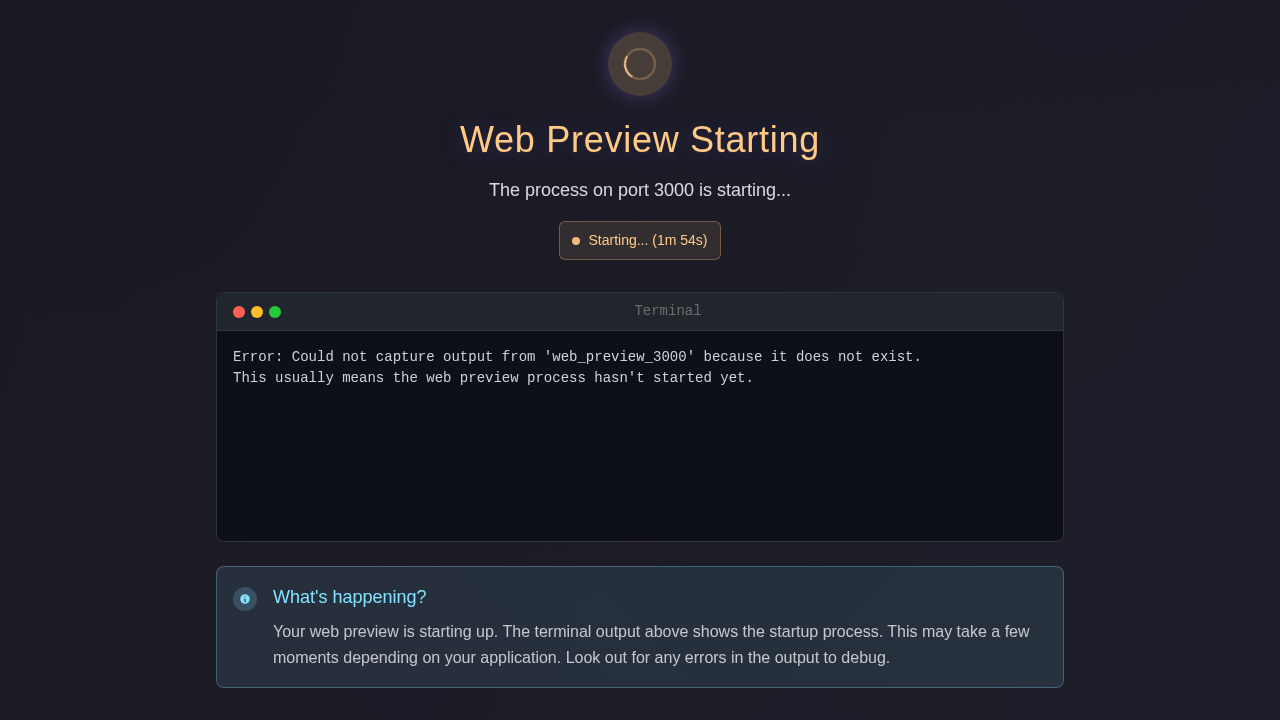 Web Preview Starting
The process on port 3000 is starting...
Starting... (1m 54s)
Terminal
Error: Could not capture output from 'web_preview_3000' because it does not exist.
This usually means the web preview process hasn't started yet.
What's happening?
Your web preview is starting up. The terminal output above shows the startup process. This may take a few
moments depending on your application. Look out for any errors in the output to debug.